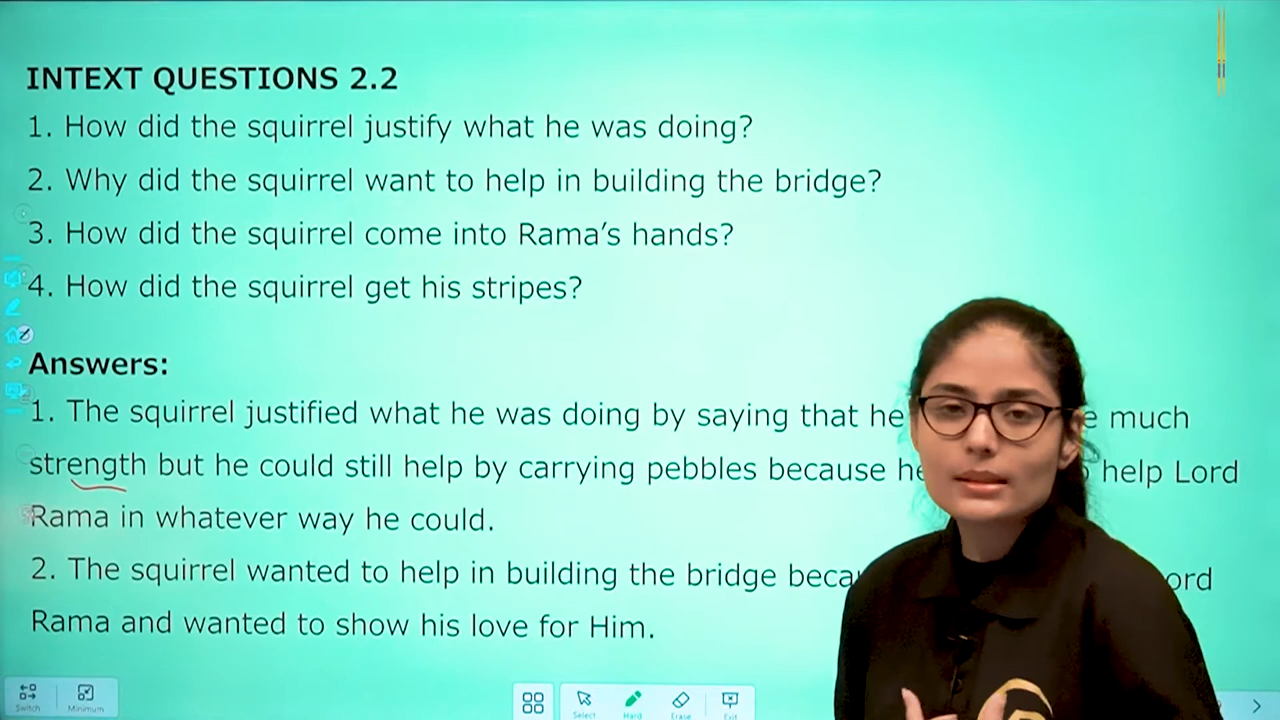 INTEXT QUESTIONS 2.2
1. How did the squirrel justify what he was doing?
2. Why did the squirrel want to help in building the bridge?
3. How did the squirrel come into Rama's hands?
4. How did the squirrel get his stripes?
Answers:
1. The squirrel justified what he was doing by saying that he much
strength but he could still help by carrying pebbles because help Lord
Rama in whatever way he could.
2. The squirrel wanted to help in building the bridge
Rama and wanted to show his love for Him.
Switch Minimum Select Hard Erase Exit